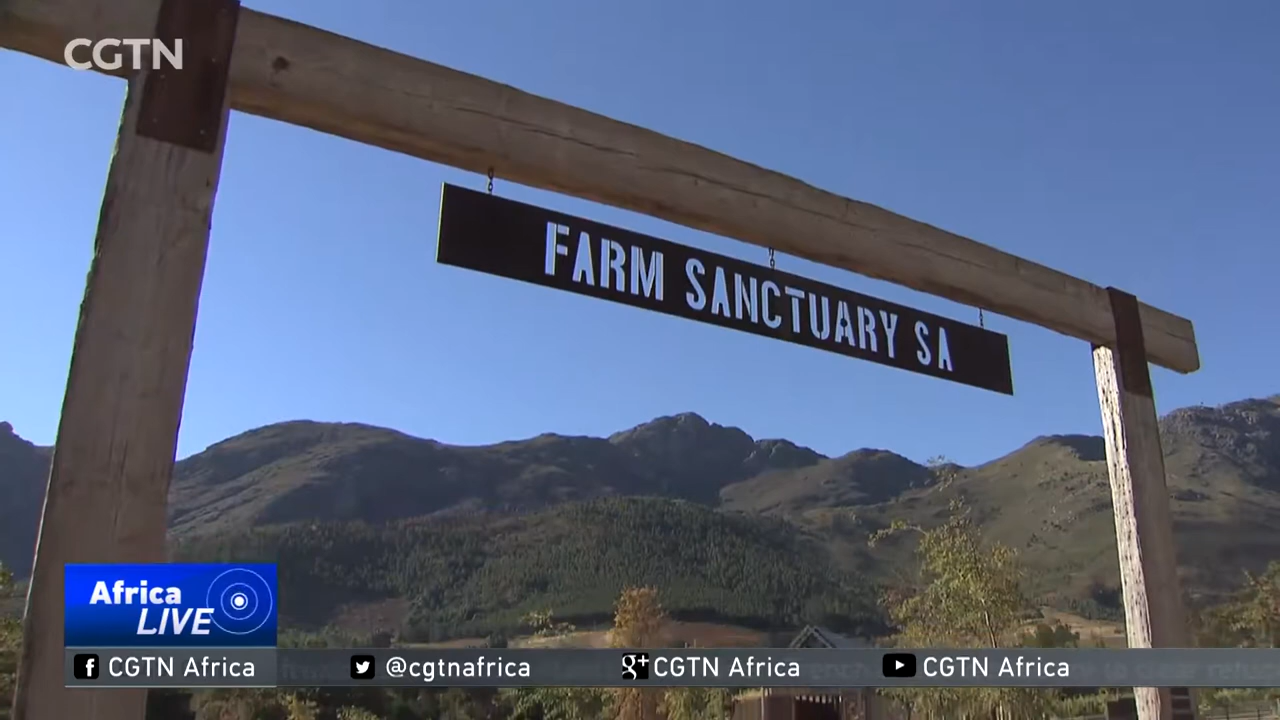 CGTN
FARM SANCTUARY SA
Africa
LIVE
f CGTN Africa
@cgtnafrica
g+ CGTN Africa
CGTN Africa